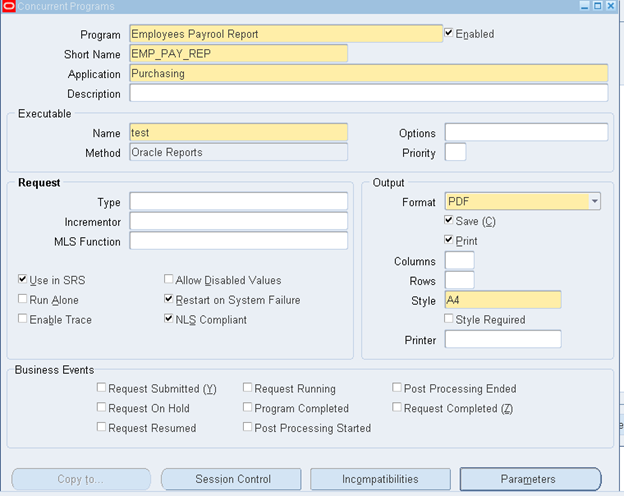 Concurrent Programs
Program Employees Payrool Report Enabled
Short Name EMP_PAY_REP
Application Purchasing
Description
Executable
Name test Options
Method Oracle Reports Priority
Request Output
Type Format PDF
Incrementor Save (C)
MLS Function Print
Columns
Use in SRS Allow Disabled Values Rows
Run Alone Restart on System Failure Style A4
Enable Trace NLS Compliant Style Required
Printer
Business Events
Request Submitted (Y) Request Running Post Processing Ended
Request On Hold Program Completed Request Completed (Z)
Request Resumed Post Processing Started
Copy to... Session Control Incompatibilities Parameters